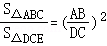 S△ABC/S△DCE = (AB/DC)²